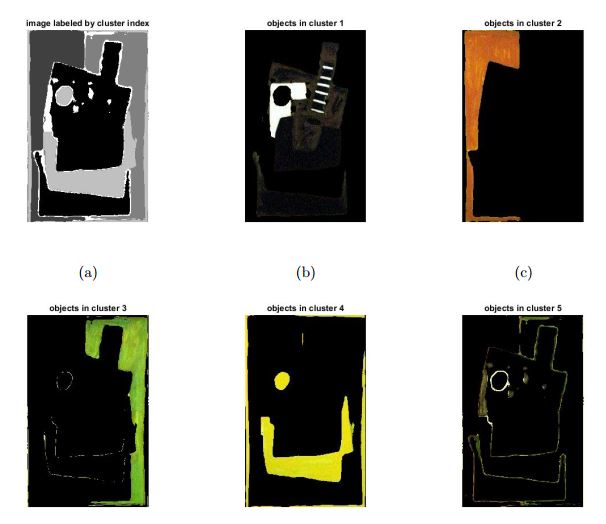 image labeled by cluster index
objects in cluster 1
objects in cluster 2
(a)
(b)
(c)
objects in cluster 3
objects in cluster 4
objects in cluster 5